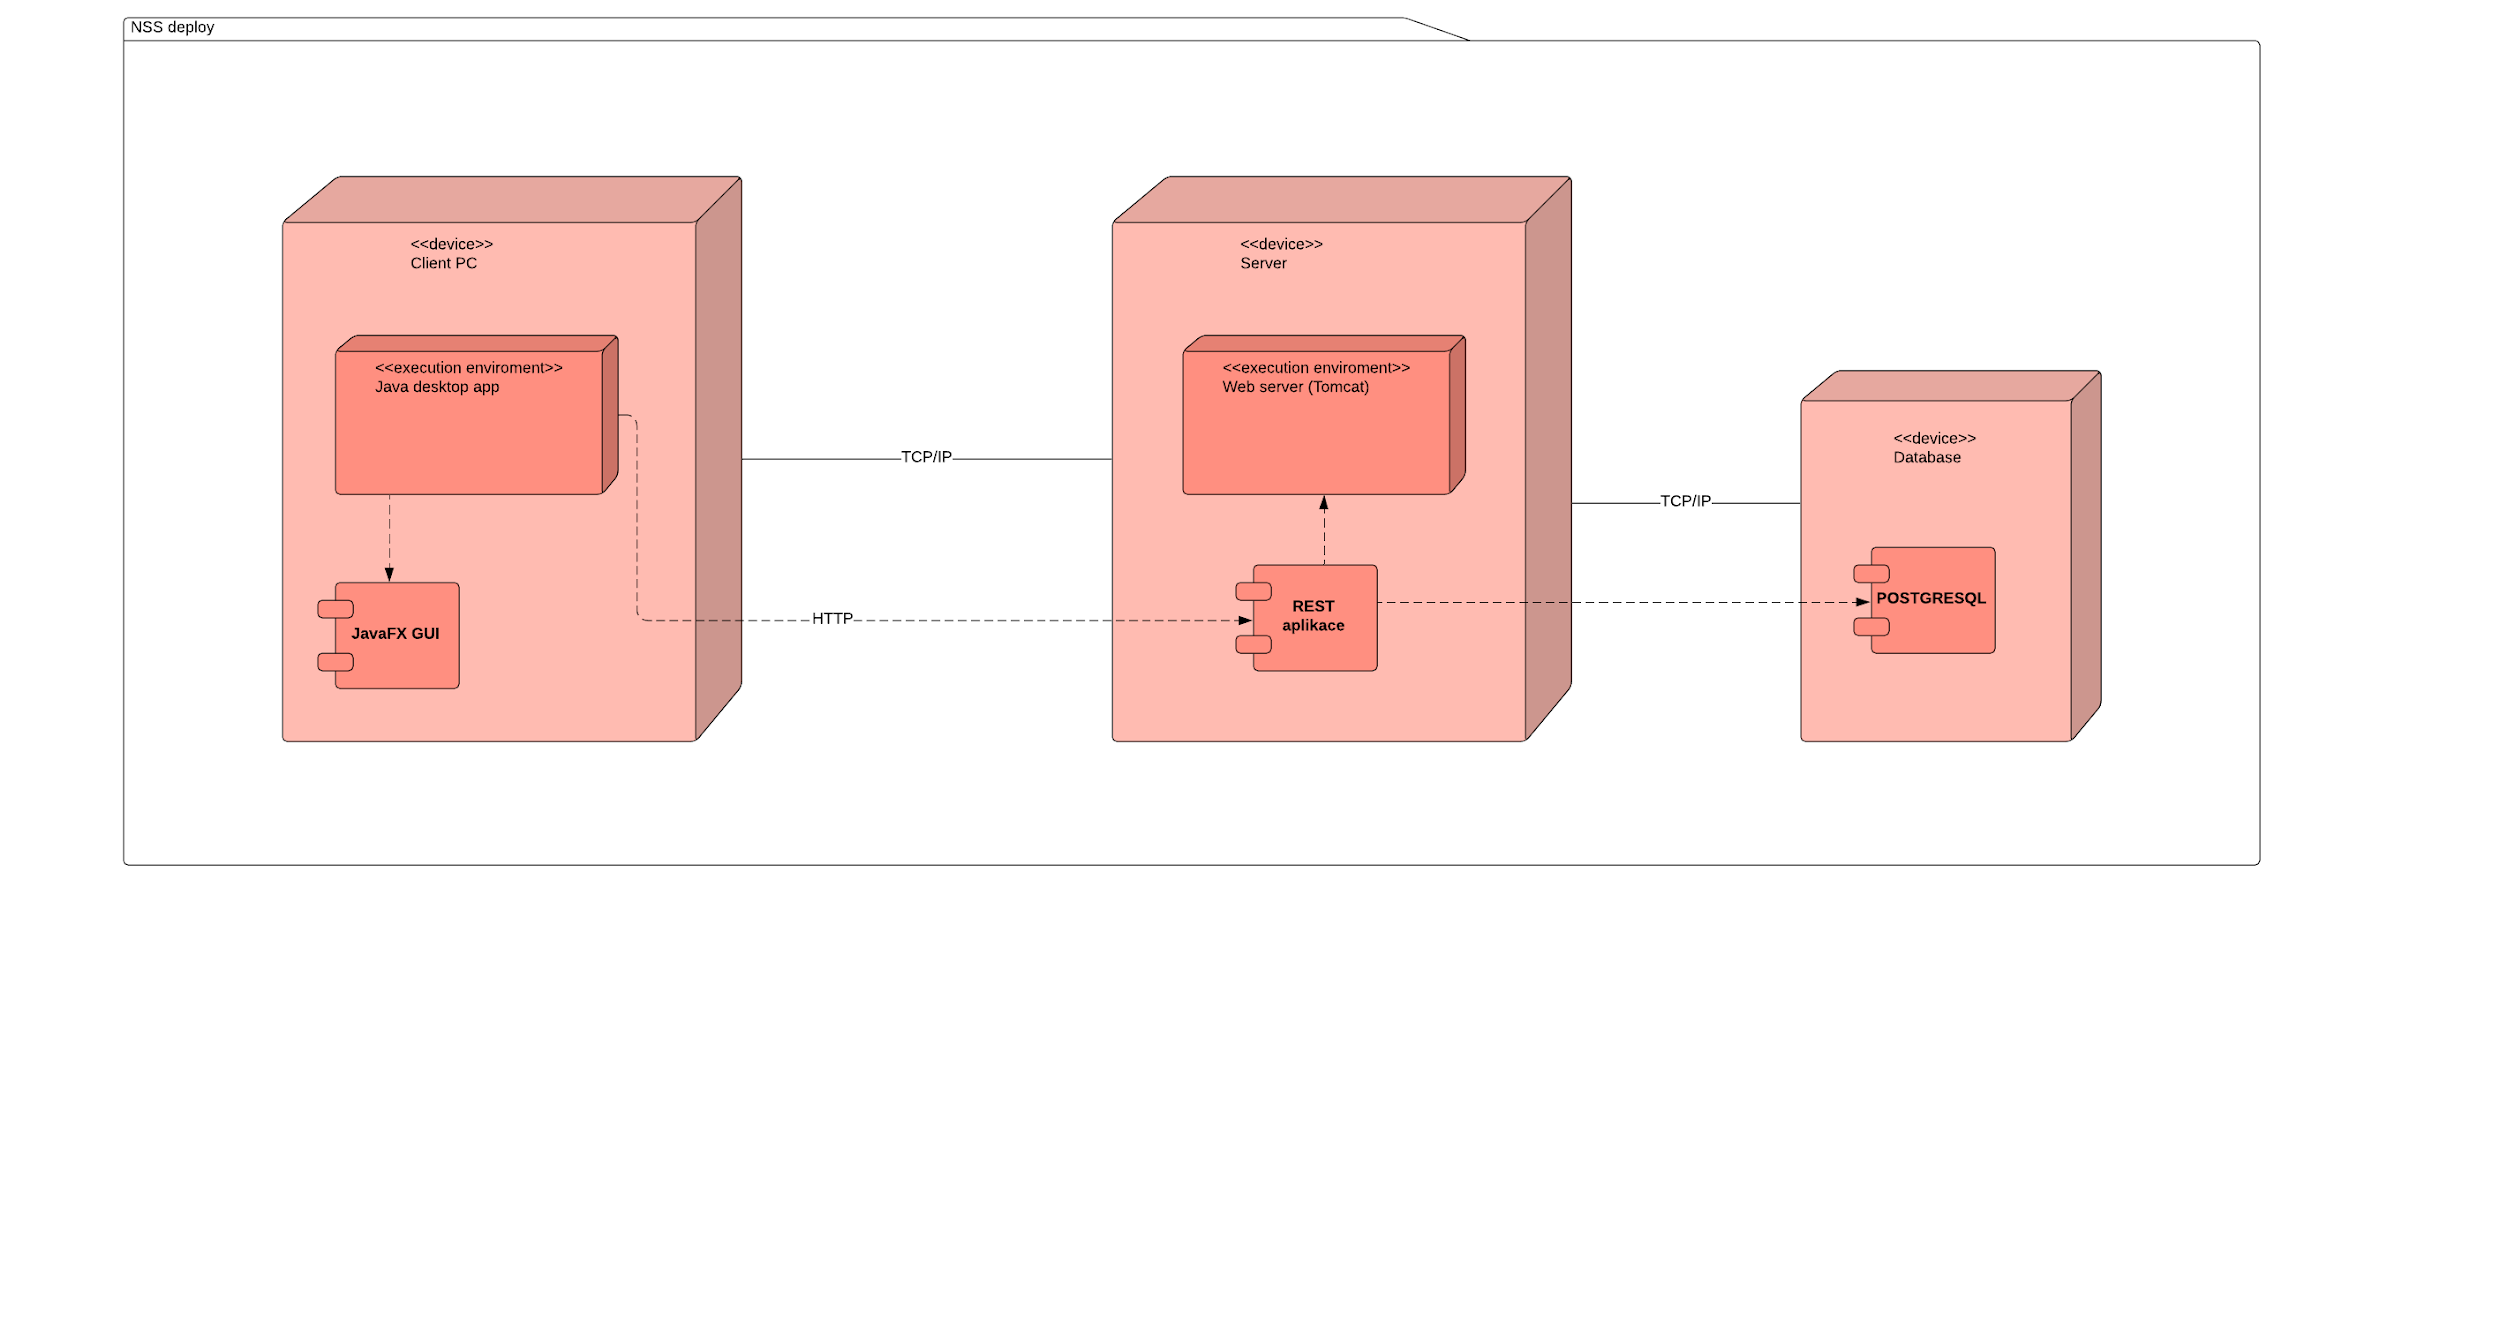 NSS deploy
<<device>>
Client PC
<<execution enviroment>>
Java desktop app
JavaFX GUI
TCP/IP
HTTP
<<device>>
Server
<<execution enviroment>>
Web server (Tomcat)
REST
aplikace
TCP/IP
<<device>>
Database
POSTGRESQL